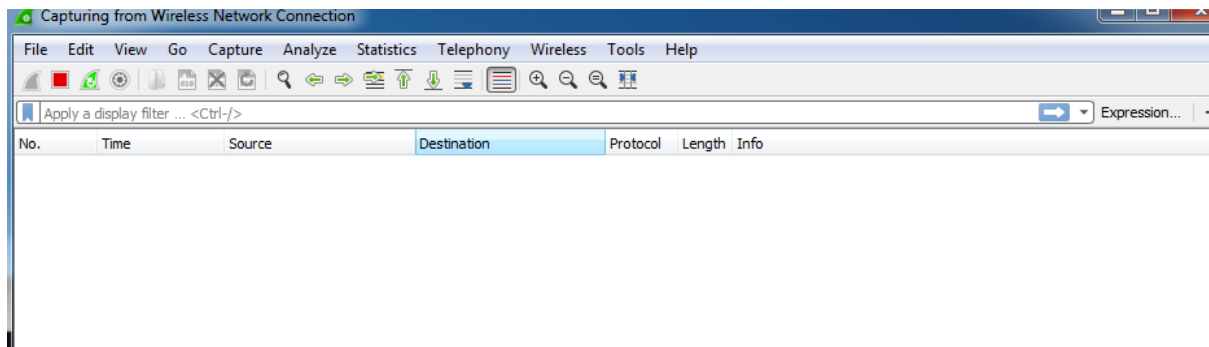 Capturing from Wireless Network Connection
File Edit View Go Capture Analyze Statistics Telephony Wireless Tools Help
Apply a display filter ... <Ctrl-/>
Expression...
No. Time Source Destination Protocol Length Info